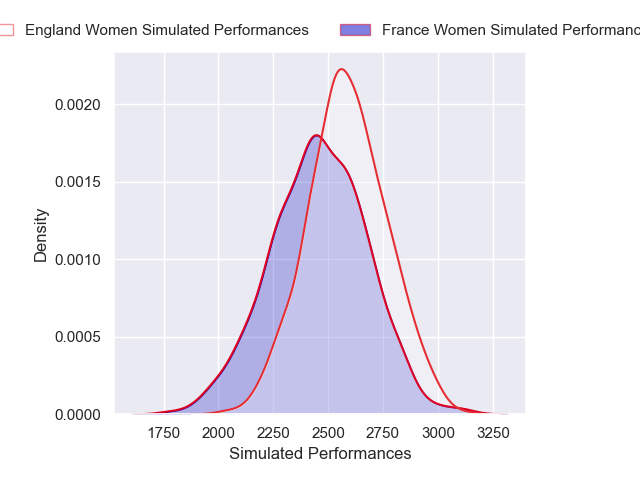 England Women Simulated Performances France Women Simulated
0.0020
0.0015
0.0010
0.0005
0.0000
Density
1750 2000 2250 2500 2750 3000 3250
Simulated Performances